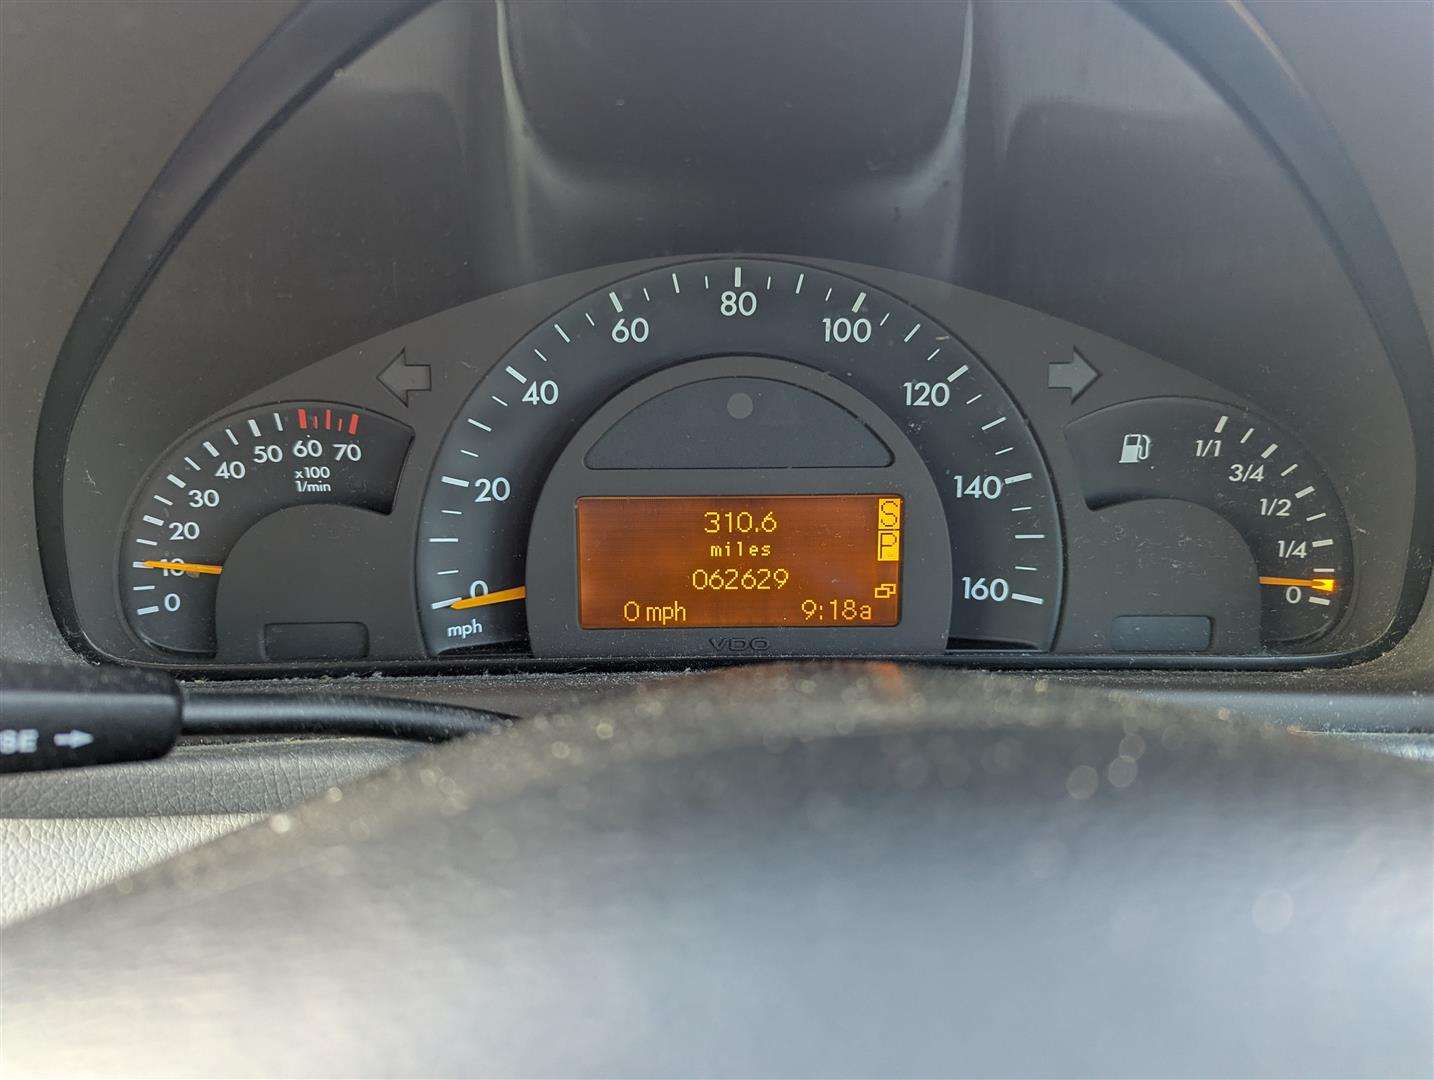 80
60 100
40 120
20 140
0 160
mph
50 60 70
40
30
20
10
0
x100
1/min
1/1
3/4
1/2
1/4
0
310.6 S
miles P
062629
0 mph 9:18a
VDO
SE →